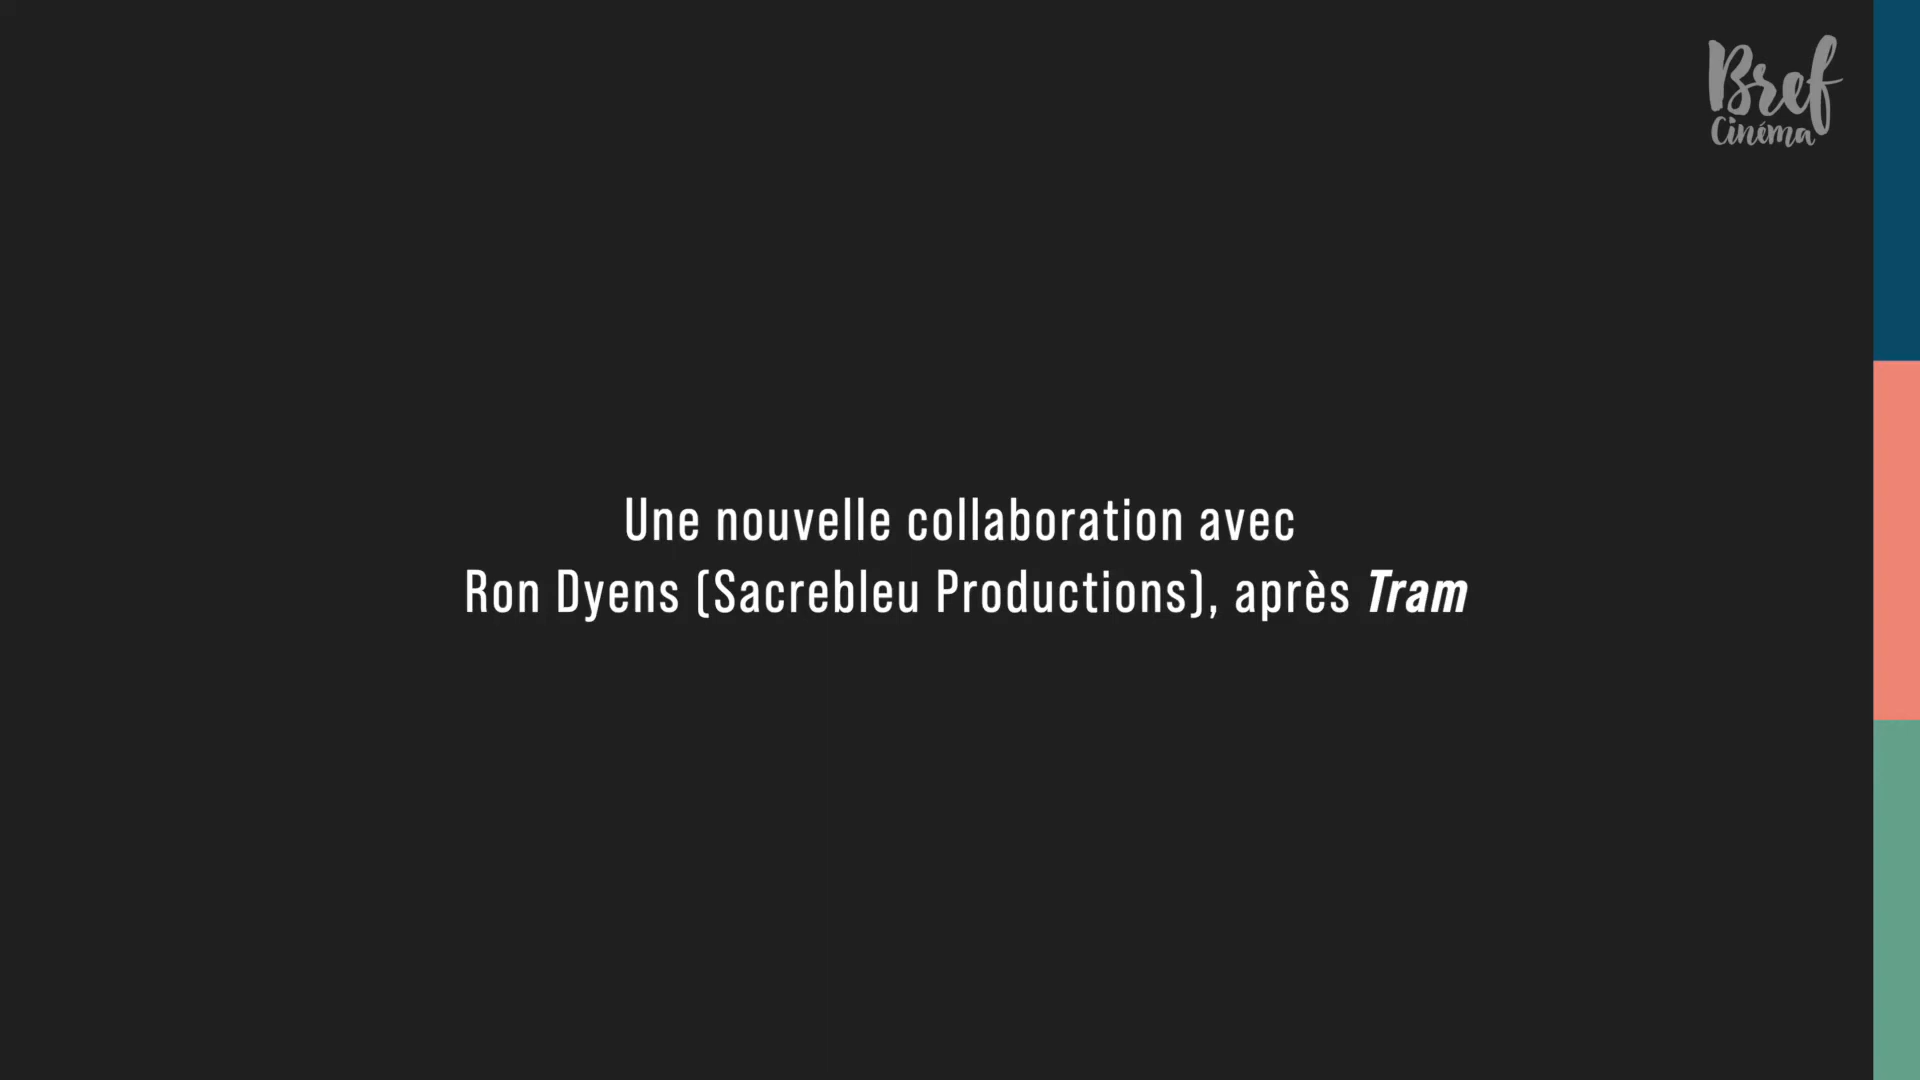 Bref
Cinéma
Une nouvelle collaboration avec
Ron Dyens (Sacrebleu Productions), après Tram